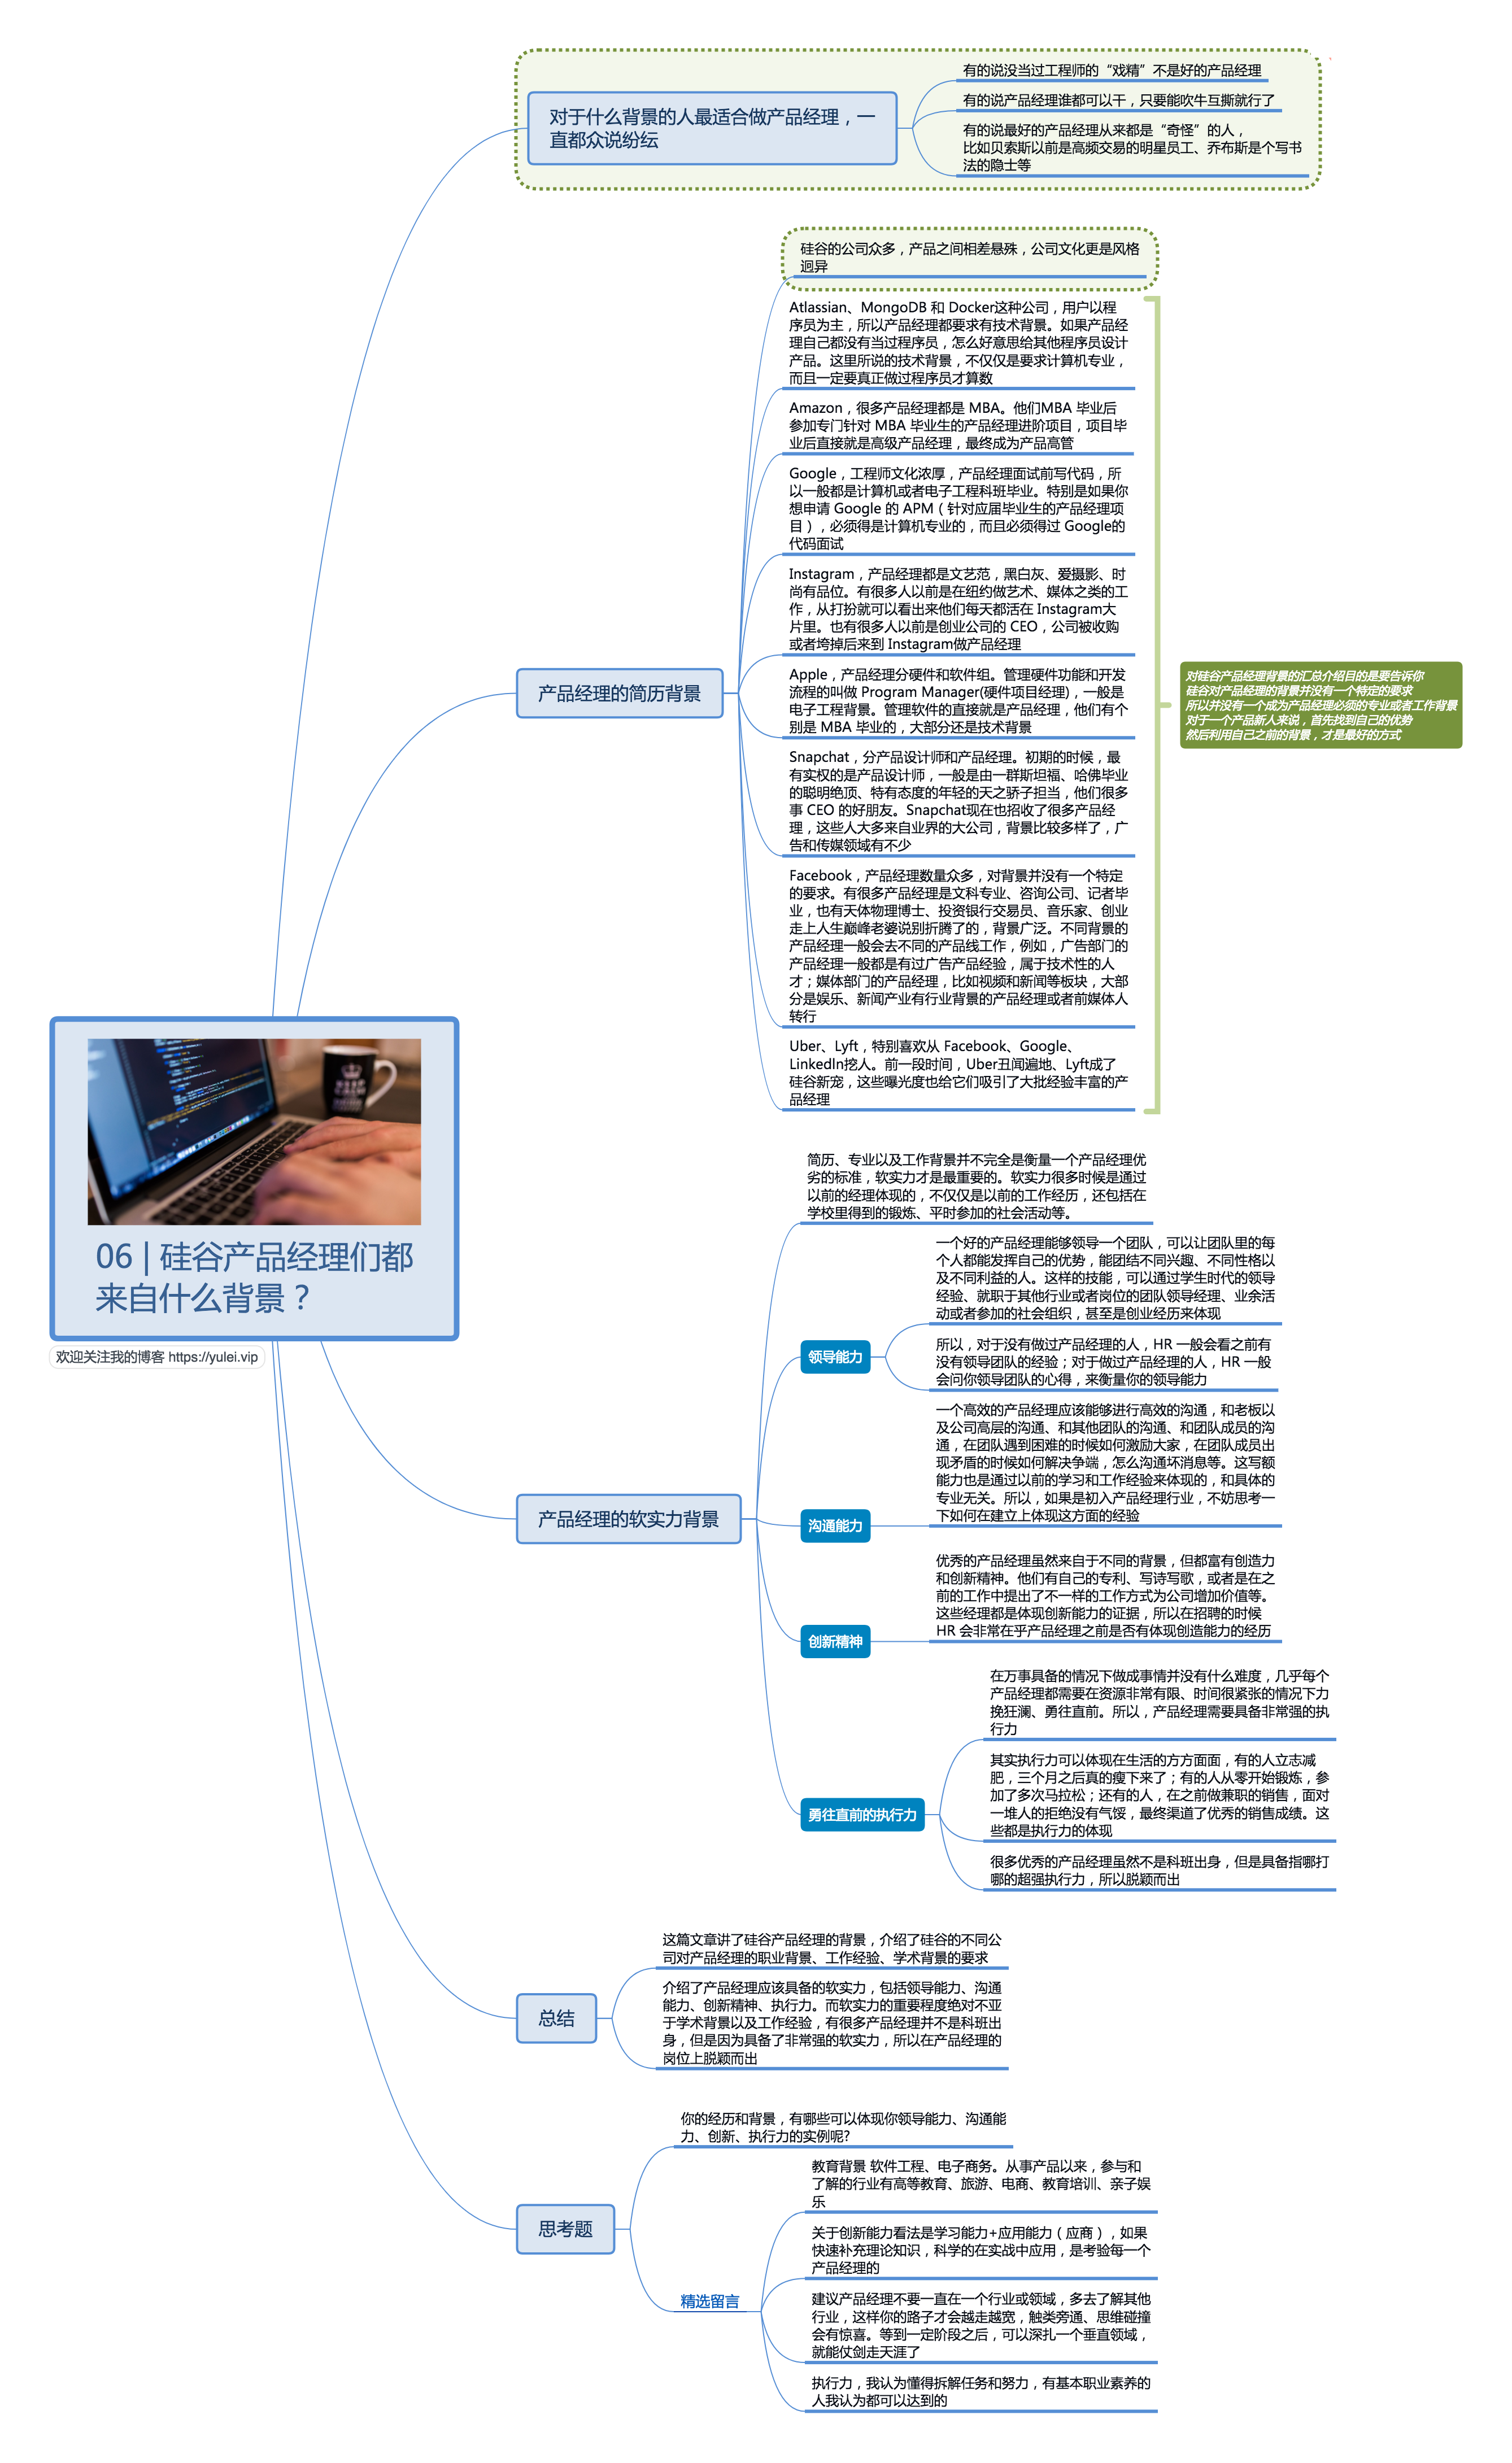 对于什么背景的人最适合做产品经理，一
直都众说纷纭
有的说没当过工程师的“戏精”不是好的产品经理
有的说产品经理谁都可以干，只要能吹牛互撕就行了
有的说最好的产品经理从来都是“奇怪”的人，
比如贝索斯以前是高频交易的明星员工、乔布斯是个写书
法的隐士等
产品经理的简历背景
硅谷的公司众多，产品之间相差悬殊，公司文化更是风格
迥异
Atlassian、MongoDB 和 Docker这种公司，用户以程
序员为主，所以产品经理都要求有技术背景。如果产品经
理自己都没有当过程序员，怎么好意思给其他程序员设计
产品。这里所说的技术背景，不仅仅是要求计算机专业，
而且一定要真正做过程序员才算数
Amazon，很多产品经理都是 MBA。他们MBA 毕业后
参加专门针对 MBA 毕业生的产品经理进阶项目，项目毕
业后直接就是高级产品经理，最终成为产品高管
Google，工程师文化浓厚，产品经理面试前写代码，所
以一般都是计算机或者电子工程科班毕业。特别是如果你
想申请 Google 的 APM（针对应届毕业生的产品经理项
目），必须得是计算机专业的，而且必须得过 Google的
代码面试
Instagram，产品经理都是文艺范，黑白灰、爱摄影、时
尚有品位。有很多人以前是在纽约做艺术、媒体之类的工
作，从打扮就可以看出来他们每天都活在 Instagram大
片里。也有很多人以前是创业公司的 CEO，公司被收购
或者垮掉后来到 Instagram做产品经理
Apple，产品经理分硬件和软件组。管理硬件功能和开发
流程的叫做 Program Manager(硬件项目经理)，一般是
电子工程背景。管理软件的直接就是产品经理，他们有个
别是 MBA 毕业的，大部分还是技术背景
Snapchat，分产品设计师和产品经理。初期的时候，最
有实权的是产品设计师，一般是由一群斯坦福、哈佛毕业
的聪明绝顶、特有态度的年轻的天之骄子担当，他们很多
事 CEO 的好朋友。Snapchat现在也招收了很多产品经
理，这些人大多来自业界的大公司，背景比较多样了，广
告和传媒领域有不少
Facebook，产品经理数量众多，对背景并没有一个特定
的要求。有很多产品经理是文科专业、咨询公司、记者毕
业，也有天体物理博士、投资银行交易员、音乐家、创业
走上人生巅峰老婆说别折腾了的，背景广泛。不同背景的
产品经理一般会去不同的产品线工作，例如，广告部门的
产品经理一般都是有过广告产品经验，属于技术性的人
才；媒体部门的产品经理，比如视频和新闻等板块，大部
分是娱乐、新闻产业有行业背景的产品经理或者前媒体人
转行
Uber、Lyft，特别喜欢从 Facebook、Google、
LinkedIn挖人。前一段时间，Uber丑闻遍地、Lyft成了
硅谷新宠，这些曝光度也给它们吸引了大批经验丰富的产
品经理
对硅谷产品经理背景的汇总介绍目的是要告诉你
硅谷对产品经理的背景并没有一个特定的要求
所以并没有一个成为产品经理必须的专业或者工作背景
对于一个产品新人来说，首先找到自己的优势
然后利用自己之前的背景，才是最好的方式
06 | 硅谷产品经理们都
来自什么背景？
欢迎关注我的博客 https://yulei.vip
产品经理的软实力背景
简历、专业以及工作背景并不完全是衡量一个产品经理优
劣的标准，软实力才是最重要的。软实力很多时候是通过
以前的经理体现的，不仅仅是以前的工作经历，还包括在
学校里得到的锻炼、平时参加的社会活动等。
领导能力
一个好的产品经理能够领导一个团队，可以让团队里的每
个人都能发挥自己的优势，能团结不同兴趣、不同性格以
及不同利益的人。这样的技能，可以通过学生时代的领导
经验、就职于其他行业或者岗位的团队领导经理、业余活
动或者参加的社会组织，甚至是创业经历来体现
所以，对于没有做过产品经理的人，HR 一般会看之前有
没有领导团队的经验；对于做过产品经理的人，HR 一般
会问你领导团队的心得，来衡量你的领导能力
沟通能力
一个高效的产品经理应该能够进行高效的沟通，和老板以
及公司高层的沟通、和其他团队的沟通、和团队成员的沟
通，在团队遇到困难的时候如何激励大家，在团队成员出
现矛盾的时候如何解决争端，怎么沟通坏消息等。这写额
能力也是通过以前的学习和工作经验来体现的，和具体的
专业无关。所以，如果是初入产品经理行业，不妨思考一
下如何在建立上体现这方面的经验
创新精神
优秀的产品经理虽然来自于不同的背景，但都富有创造力
和创新精神。他们有自己的专利、写诗写歌，或者是在之
前的工作中提出了不一样的工作方式为公司增加价值等。
这些经理都是体现创新能力的证据，所以在招聘的时候
HR 会非常在乎产品经理之前是否有体现创造能力的经历
勇往直前的执行力
在万事具备的情况下做成事情并没有什么难度，几乎每个
产品经理都需要在资源非常有限、时间很紧张的情况下力
挽狂澜、勇往直前。所以，产品经理需要具备非常强的执
行力
其实执行力可以体现在生活的方方面面，有的人立志减
肥，三个月之后真的瘦下来了；有的人从零开始锻炼，参
加了多次马拉松；还有的人，在之前做兼职的销售，面对
一堆人的拒绝没有气馁，最终渠道了优秀的销售成绩。这
些都是执行力的体现
很多优秀的产品经理虽然不是科班出身，但是具备指哪打
哪的超强执行力，所以脱颖而出
总结
这篇文章讲了硅谷产品经理的背景，介绍了硅谷的不同公
司对产品经理的职业背景、工作经验、学术背景的要求
介绍了产品经理应该具备的软实力，包括领导能力、沟通
能力、创新精神、执行力。而软实力的重要程度绝对不亚
于学术背景以及工作经验，有很多产品经理并不是科班出
身，但是因为具备了非常强的软实力，所以在产品经理的
岗位上脱颖而出
思考题
你的经历和背景，有哪些可以体现你领导能力、沟通能
力、创新、执行力的实例呢?
精选留言
教育背景 软件工程、电子商务。从事产品以来，参与和
了解的行业有高等教育、旅游、电商、教育培训、亲子娱
乐
关于创新能力看法是学习能力+应用能力（应商），如果
快速补充理论知识，科学的在实战中应用，是考验每一个
产品经理的
建议产品经理不要一直在一个行业或领域，多去了解其他
行业，这样你的路子才会越走越宽，触类旁通、思维碰撞
会有惊喜。等到一定阶段之后，可以深扎一个垂直领域，
就能仗剑走天涯了
执行力，我认为懂得拆解任务和努力，有基本职业素养的
人我认为都可以达到的